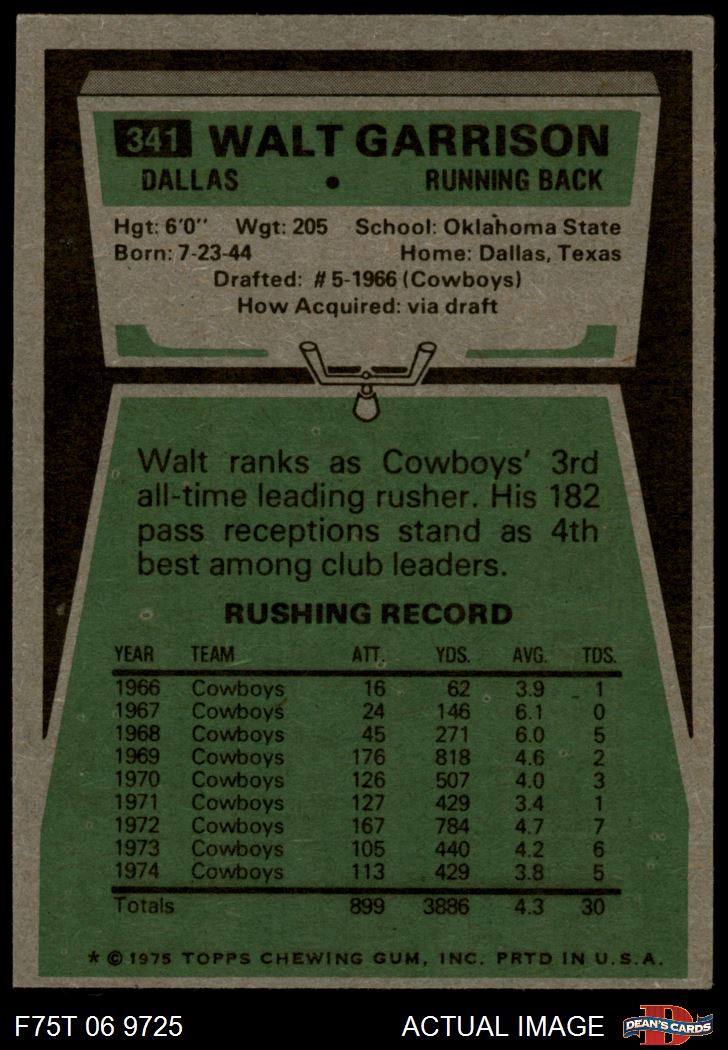 341 WALT GARRISON
DALLAS • RUNNING BACK
Hgt: 6'0" Wgt: 205 School: Oklahoma State
Born: 7-23-44 Home: Dallas, Texas
Drafted: #5-1966 (Cowboys)
How Acquired: via draft
Walt ranks as Cowboys' 3rd
all-time leading rusher. His 182
pass receptions stand as 4th
best among club leaders.
RUSHING RECORD
YEAR TEAM ATT. YDS. AVG. TDS.
1966 Cowboys 16 62 3.9 1
1967 Cowboys 24 146 6.1 0
1968 Cowboys 45 271 6.0 5
1969 Cowboys 176 818 4.6 2
1970 Cowboys 126 507 4.0 3
1971 Cowboys 127 429 3.4 1
1972 Cowboys 167 784 4.7 7
1973 Cowboys 105 440 4.2 6
1974 Cowboys 113 429 3.8 5
Totals 899 3886 4.3 30
* © 1975 TOPPS CHEWING GUM, INC. PRTD IN U.S.A.
F75T 06 9725 ACTUAL IMAGE D DEAN'S CARDS